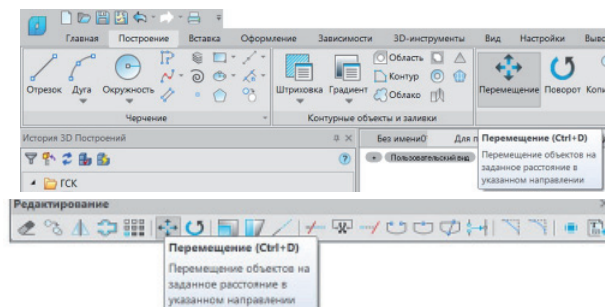 Главная Построение Вставка Оформление Зависимости 3D-инструменты Вид Настройки
Область
Контур
Облако
Отрезок Дуга Окружность Штриховка Градиент Перемещение Поворот
Черчение Контурные объекты и заливки
История 3D Построений Без имени0 Для п Перемещение (Ctrl+D)
Пользовательский вид Перемещение объектов на
заданное расстояние в
указанном направлении
ГСК
Редактирование
Перемещение (Ctrl+D)
Перемещение объектов на
заданное расстояние в
указанном направлении